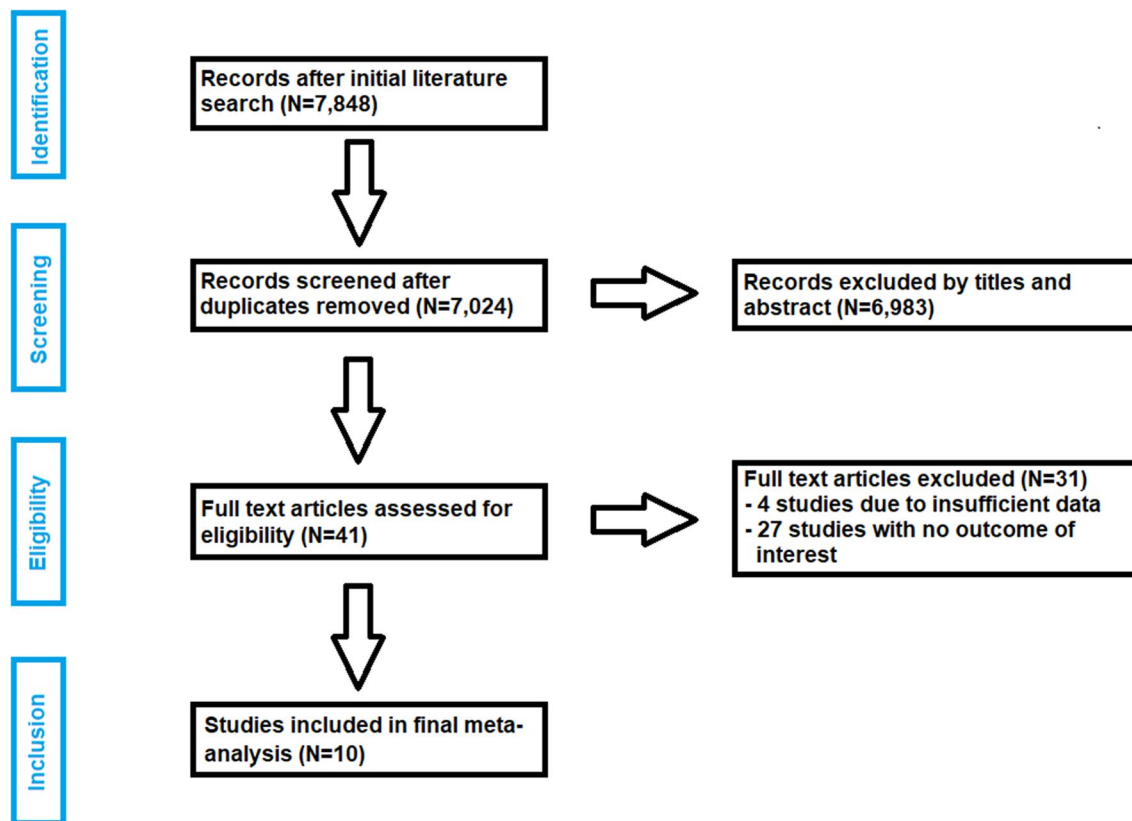 Identification
Records after initial literature
search (N=7,848)
Screening
Records screened after
duplicates removed (N=7,024)
Records excluded by titles and
abstract (N=6,983)
Eligibility
Full text articles assessed for
eligibility (N=41)
Full text articles excluded (N=31)
- 4 studies due to insufficient data
- 27 studies with no outcome of
interest
Inclusion
Studies included in final meta-
analysis (N=10)